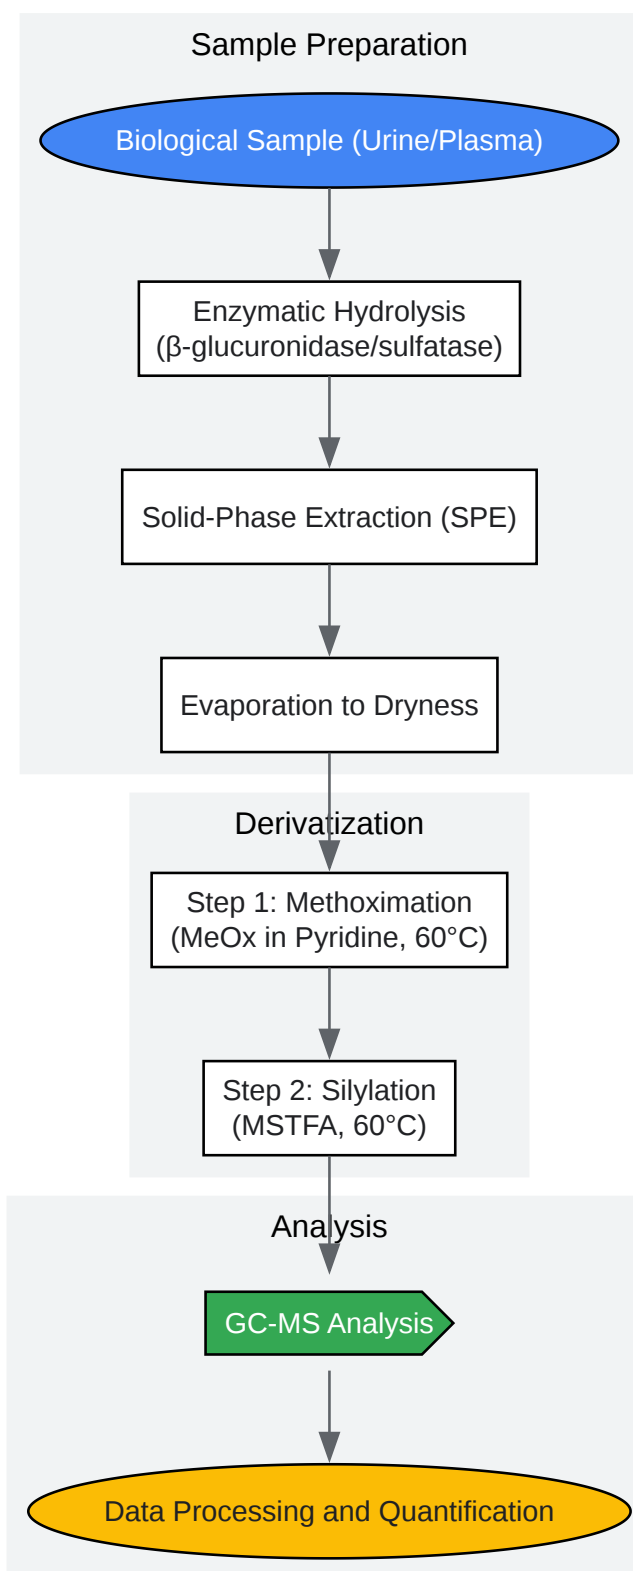 Sample Preparation
Biological Sample (Urine/Plasma)
Enzymatic Hydrolysis
(β-glucuronidase/sulfatase)
Solid-Phase Extraction (SPE)
Evaporation to Dryness
Derivatization
Step 1: Methoximation
(MeOx in Pyridine, 60°C)
Step 2: Silylation
(MSTFA, 60°C)
Analysis
GC-MS Analysis
Data Processing and Quantification